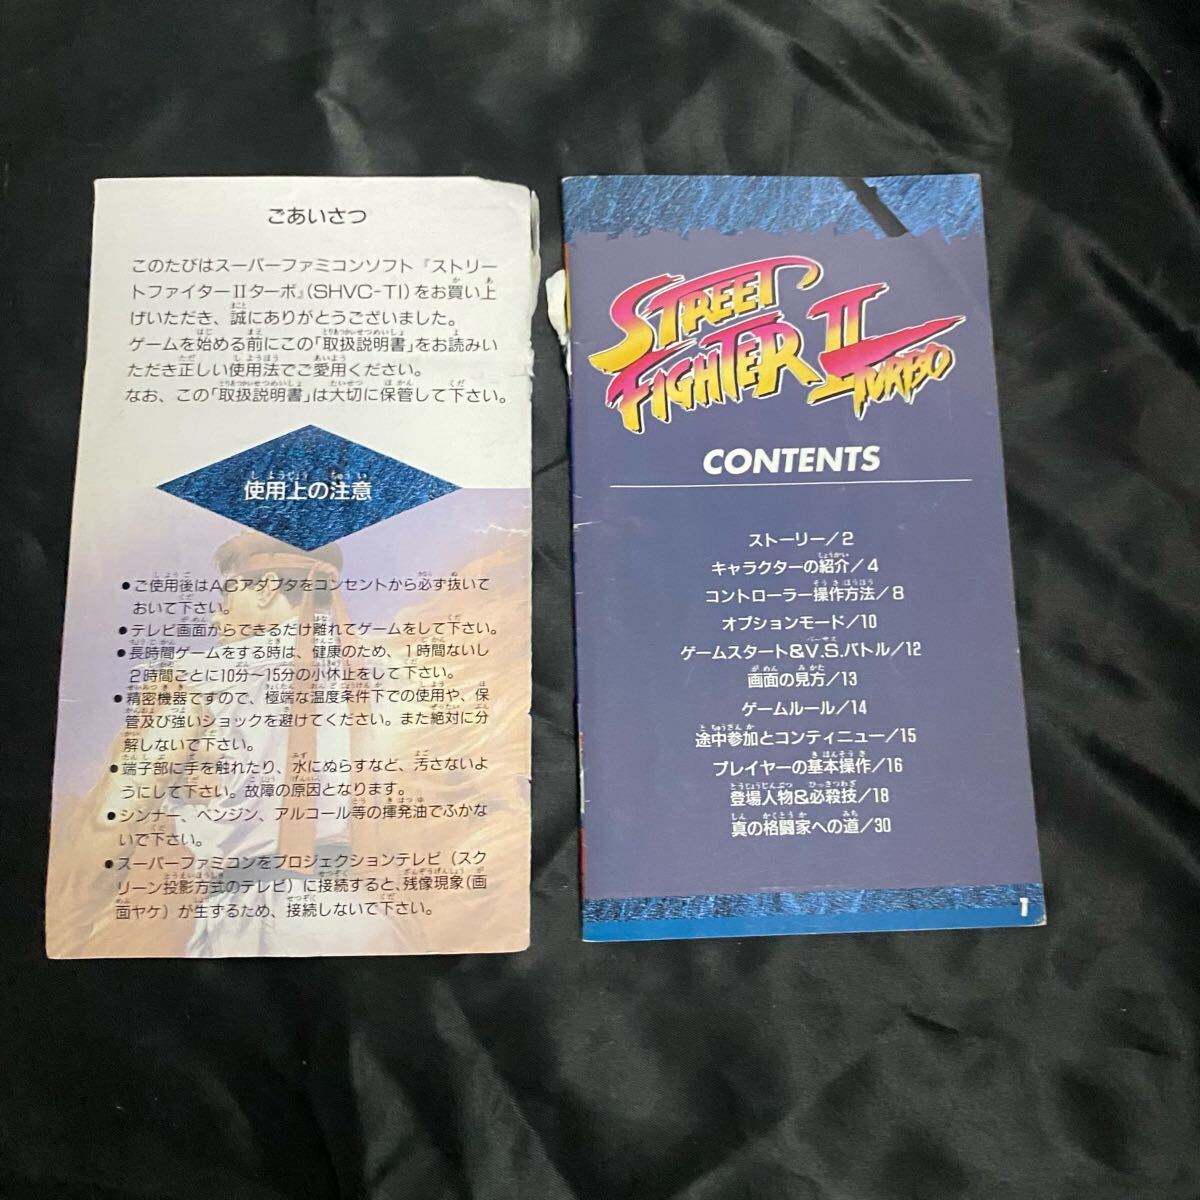 ごあいさつ
このたびはスーパーファミコンソフト『ストリー
トファイターⅡターボ』(SHVC-TI)をお買い上
げいただき、誠にありがとうございました。
ゲームを始める前にこの「取扱説明書」をお読みい
ただき正しい使用法でご愛用ください。
なお、この「取扱説明書」は大切に保管して下さい。
使用上の注意
●ご使用後はACアダプタをコンセントから必ず抜いて
おいて下さい。
●テレビ画面からできるだけ離れてゲームをして下さい。
●長時間ゲームをする時は、健康のため、1時間ないし
2時間ごとに10分〜15分の小休止をして下さい。
●精密機器ですので、極端な温度条件下での使用や、保
管及び強いショックを避けてください。また絶対に分
解しないで下さい。
●端子部に手を触れたり、水にぬらすなど、汚さないよ
うにして下さい。故障の原因となります。
●シンナー、ベンジン、アルコール等の揮発油でふかな
いで下さい。
●スーパーファミコンをプロジェクションテレビ（スク
リーン投影方式のテレビ）に接続すると、残像現象(画
面ヤケ）が生ずるため、接続しないで下さい。
STREET
FIGHTER II
TURBO
CONTENTS
ストーリー/2
キャラクターの紹介/4
コントローラー操作方法/8
オプションモード/10
ゲームスタート&V.S.バトル/12
画面の見方/13
ゲームルール/14
途中参加とコンティニュー/15
プレイヤーの基本操作/16
登場人物&必殺技/18
真の格闘家への道/30
1